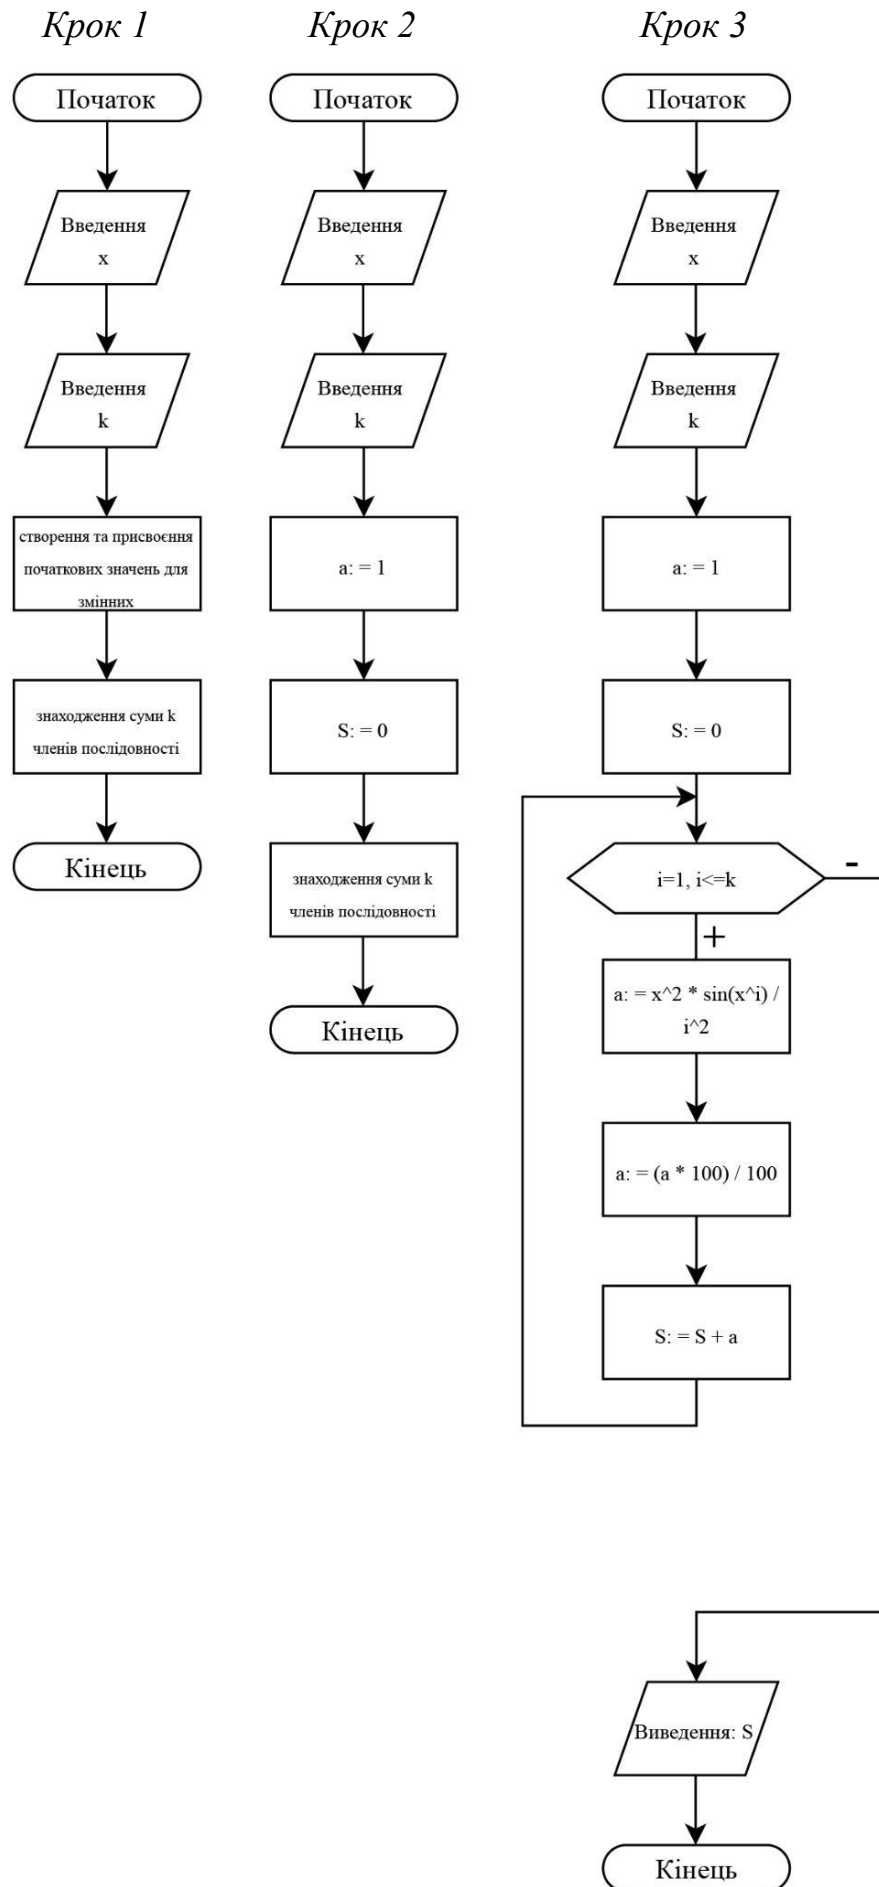 Крок 1
Початок
Введення
x
Введення
k
створення та присвоєння
початкових значень для
змінних
знаходження суми k
членів послідовності
Кінець
Крок 2
Початок
Введення
x
Введення
k
a: = 1
S: = 0
знаходження суми k
членів послідовності
Кінець
Крок 3
Початок
Введення
x
Введення
k
a: = 1
S: = 0
i=1, i<=k
-
+
a: = x^2 * sin(x^i) /
i^2
a: = (a * 100) / 100
S: = S + a
Виведення: S
Кінець